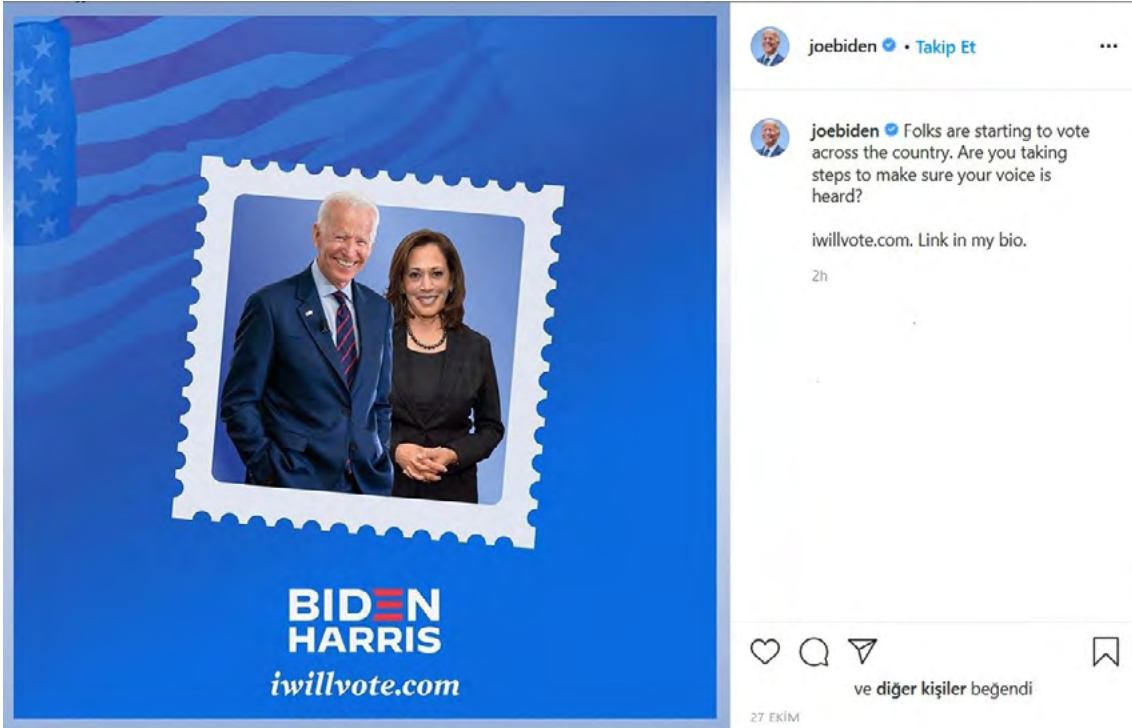 BIDEN
HARRIS
iwillvote.com
joebiden • Takip Et
joebiden Folks are starting to vote
across the country. Are you taking
steps to make sure your voice is
heard?
iwillvote.com. Link in my bio.
2h
ve diğer kişiler beğendi
27 EKİM